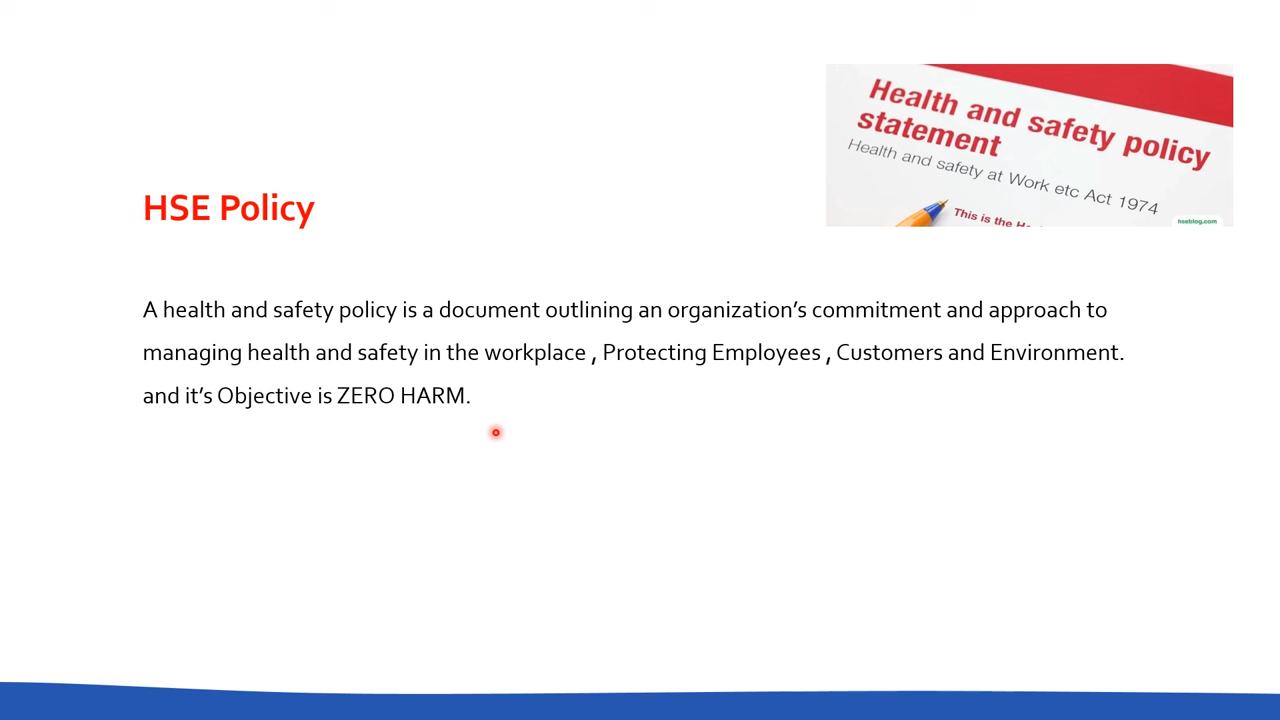 Health and safety policy
statement
Health and safety at Work etc Act 1974
This is the
hseblog.com
HSE Policy
A health and safety policy is a document outlining an organization’s commitment and approach to
managing health and safety in the workplace , Protecting Employees , Customers and Environment.
and it’s Objective is ZERO HARM.